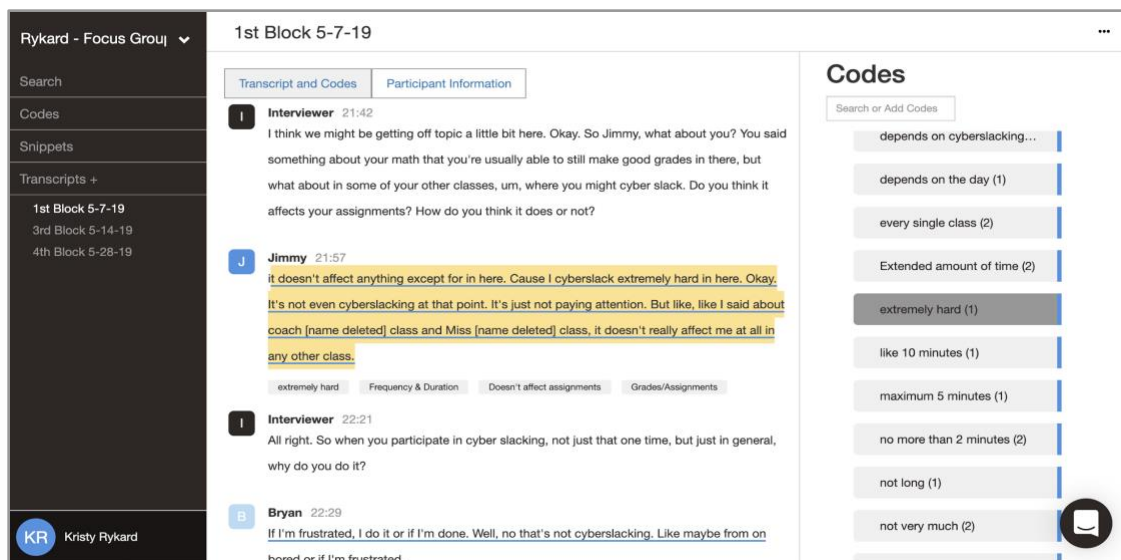 Rykard - Focus Grou
Search
Codes
Snippets
Transcripts +
1st Block 5-7-19
3rd Block 5-14-19
4th Block 5-28-19
KR
Kristy Rykard
1st Block 5-7-19
Transcript and Codes
Participant Information
I
Interviewer 21:42
I think we might be getting off topic a little bit here. Okay. So Jimmy, what about you? You said
something about your math that you're usually able to still make good grades in there, but
what about in some of your other classes, um, where you might cyber slack. Do you think it
affects your assignments? How do you think it does or not?
J
Jimmy 21:57
it doesn't affect anything except for in here. Cause I cyberslack extremely hard in here. Okay.
It's not even cyberslacking at that point. It's just not paying attention. But like, like I said about
coach [name deleted] class and Miss [name deleted] class, it doesn't really affect me at all in
any other class.
extremely hard
Frequency & Duration
Doesn't affect assignments
Grades/Assignments
I
Interviewer 22:21
All right. So when you participate in cyber slacking, not just that one time, but just in general,
why do you do it?
B
Bryan 22:29
If I'm frustrated, I do it or if I'm done. Well, no that's not cyberslacking. Like maybe from on
bored or if I'm frustrated
Codes
Search or Add Codes
depends on cyberslacking...
depends on the day (1)
every single class (2)
Extended amount of time (2)
extremely hard (1)
like 10 minutes (1)
maximum 5 minutes (1)
no more than 2 minutes (2)
not long (1)
not very much (2)